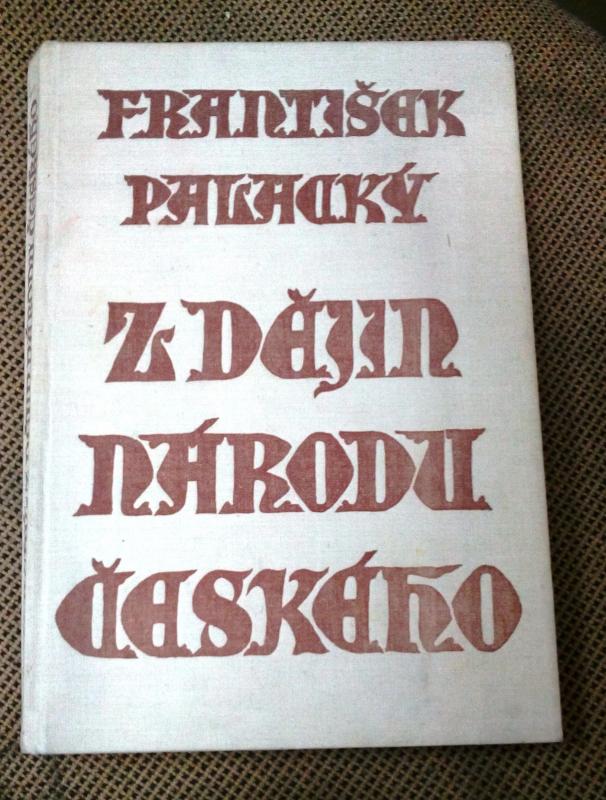 FRANTIŠEK
PALACKÝ
Z DĚJIN
NÁRODU
ČESKÉHO